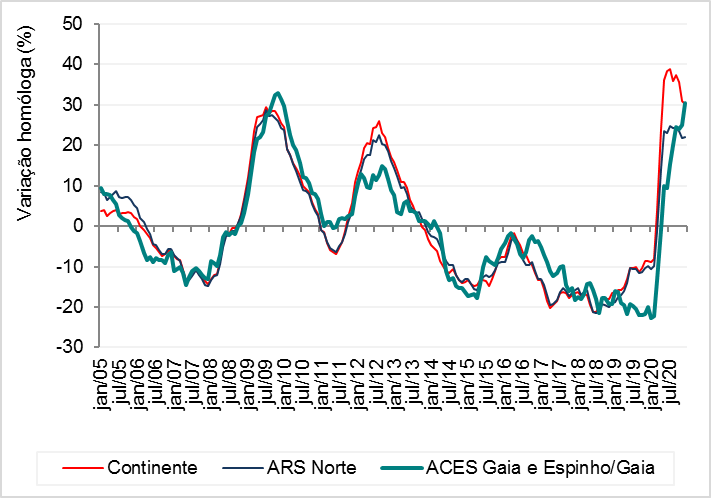 Variação homóloga (%)
50
40
30
20
10
0
-10
-20
-30
jan/05
jul/05
jan/06
jul/06
jan/07
jul/07
jan/08
jul/08
jan/09
jul/09
jan/10
jul/10
jan/11
jul/11
jan/12
jul/12
jan/13
jul/13
jan/14
jul/14
jan/15
jul/15
jan/16
jul/16
jan/17
jul/17
jan/18
jul/18
jan/19
jul/19
jan/20
jul/20
Continente ARS Norte ACES Gaia e Espinho/Gaia